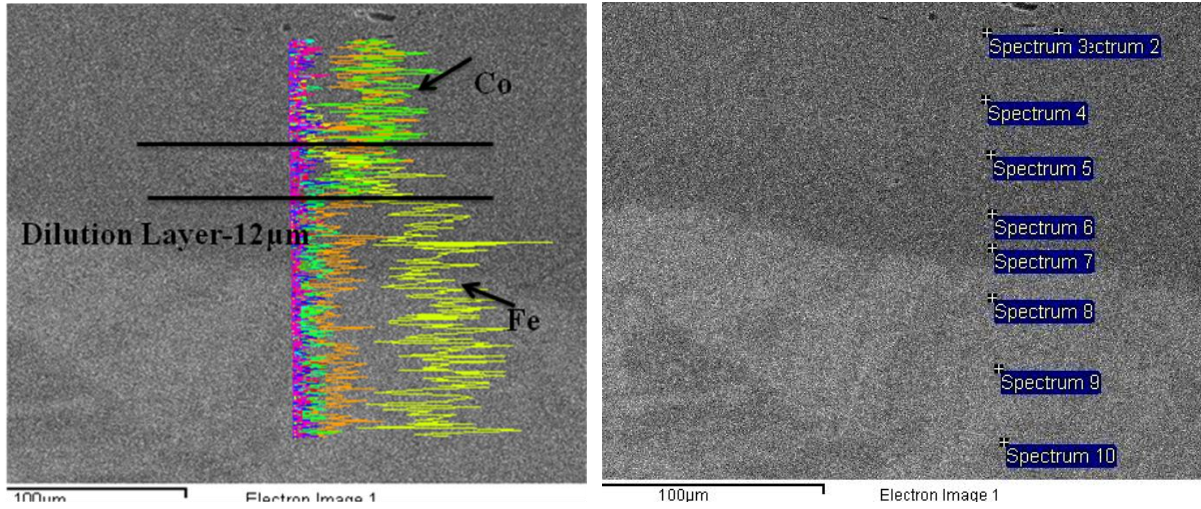 Co
Dilution Layer-12µm
Fe
100µm
Electron Image 1
Spectrum 3
ectrum 2
Spectrum 4
Spectrum 5
Spectrum 6
Spectrum 7
Spectrum 8
Spectrum 9
Spectrum 10
100µm
Electron Image 1